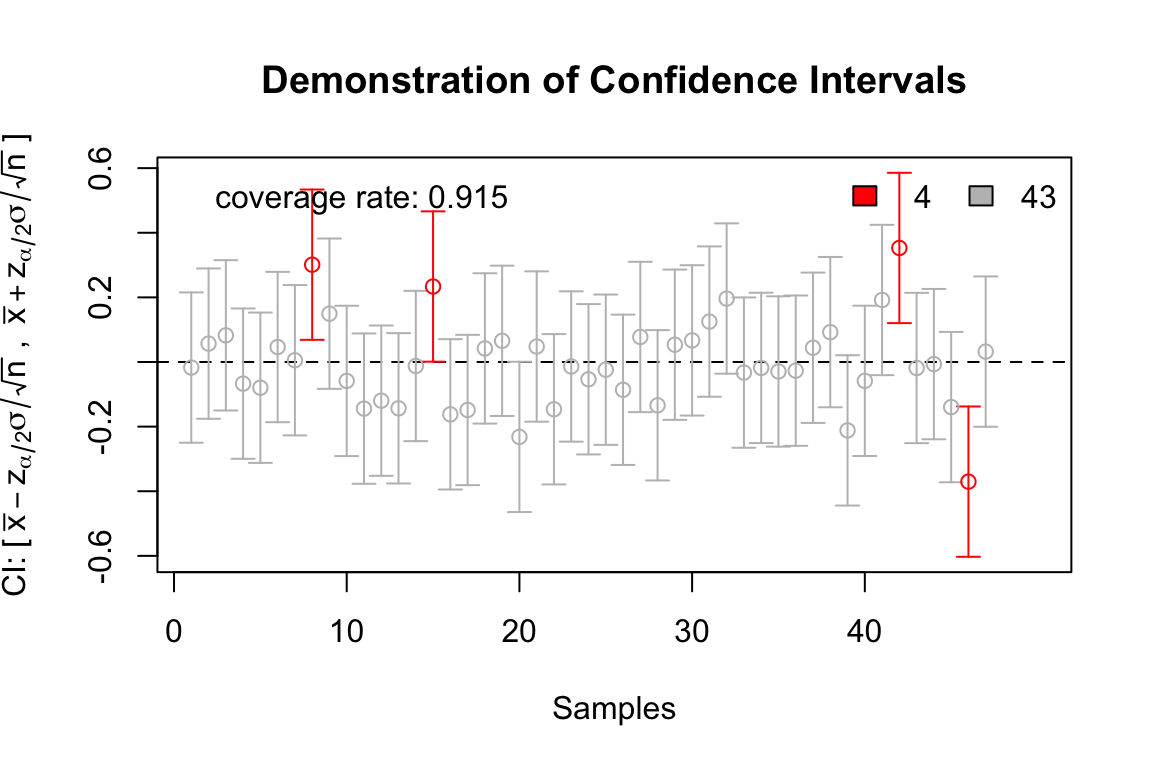 Demonstration of Confidence Intervals
CI: [ x̅ − zα/2σ/√n , x̅ + zα/2σ/√n ]
0.6
0.2
-0.2
-0.6
coverage rate: 0.915
4
43
0 10 20 30 40
Samples